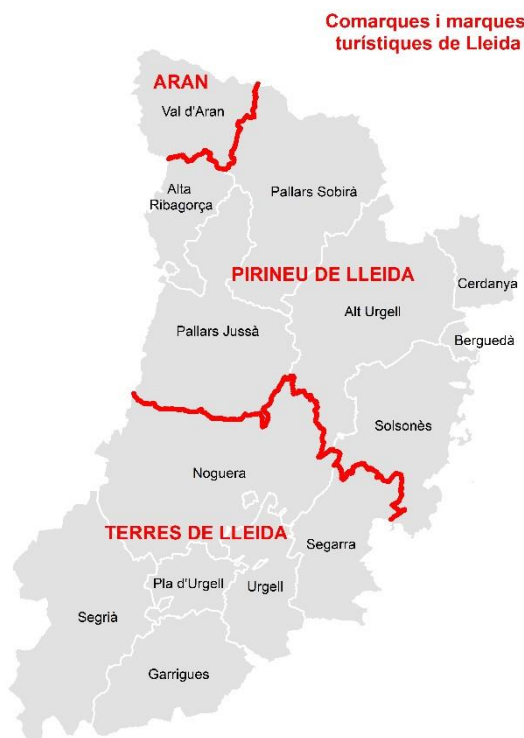 Comarques i marques
turístiques de Lleida
ARAN
Val d'Aran
Alta
Ribagorça
Pallars Sobirà
PIRINEU DE LLEIDA
Cerdanya
Alt Urgell
Pallars Jussà
Berguedà
Solsonès
Noguera
TERRES DE LLEIDA
Segarra
Pla d'Urgell
Urgell
Segrià
Garrigues